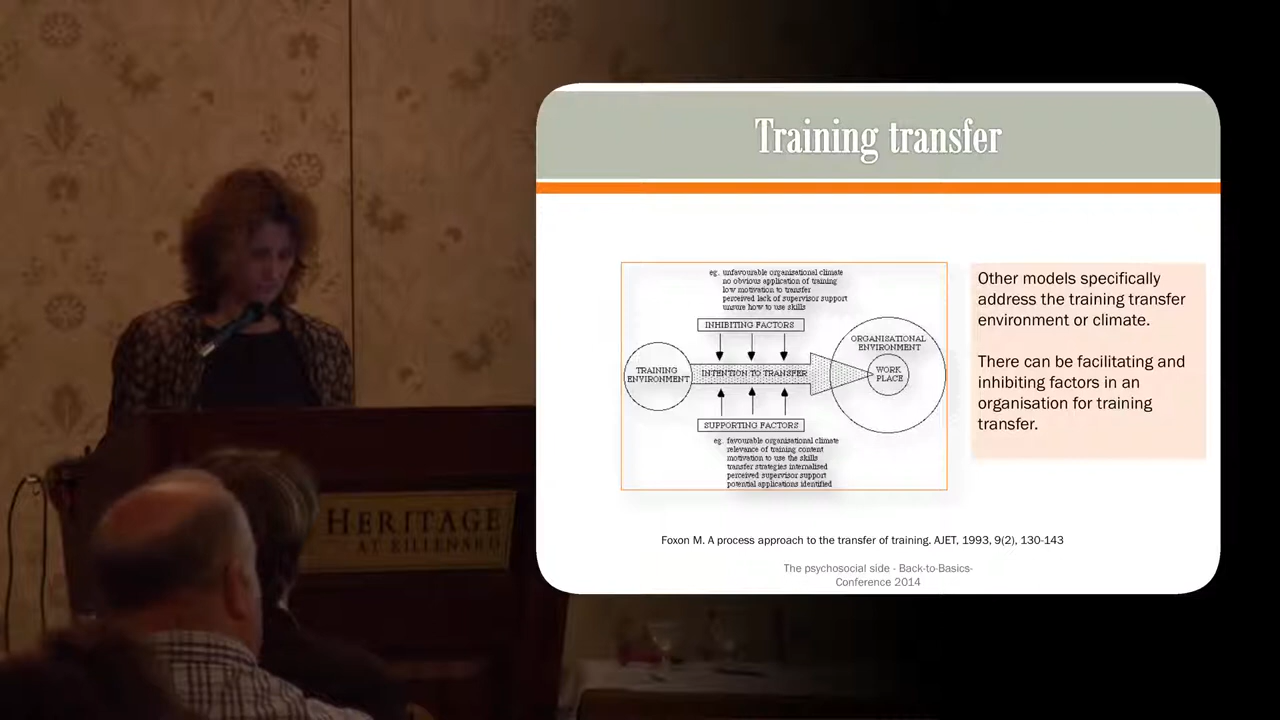 Training transfer
eg. unfavourable organisational climate
no obvious application of training
low motivation to transfer
perceived lack of supervisor support
unsure how to use skills
INHIBITING FACTORS
TRAINING
ENVIRONMENT
INTENTION TO TRANSFER
ORGANISATIONAL
ENVIRONMENT
WORK
PLACE
SUPPORTING FACTORS
eg. favourable organisational climate
relevance of training content
motivation to use the skills
transfer strategies internalised
perceived supervisor support
potential applications identified
Other models specifically
address the training transfer
environment or climate.
There can be facilitating and
inhibiting factors in an
organisation for training
transfer.
Foxon M. A process approach to the transfer of training. AJET, 1993, 9(2), 130-143
The psychosocial side - Back-to-Basics-
Conference 2014
HERITAGE
AT KILLENARD